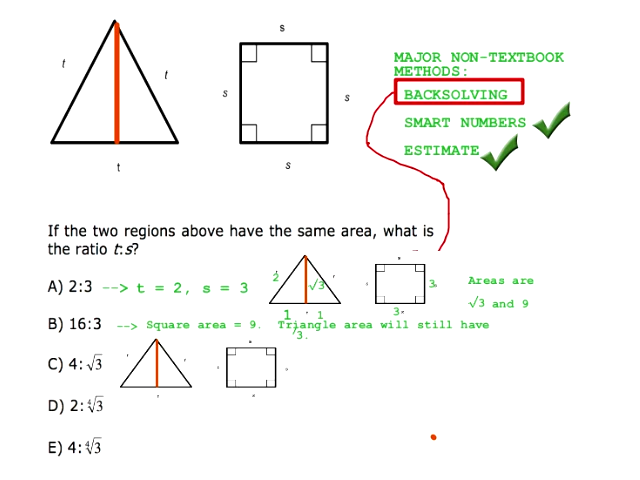 s
MAJOR NON-TEXTBOOK
METHODS:
t
t
s
s
BACKSOLVING
SMART NUMBERS
ESTIMATE
t
s
If the two regions above have the same area, what is
the ratio t:s?
A) 2:3 --> t = 2, s = 3
2
√3
3
Areas are
√3 and 9
1
1
3
B) 16:3 --> Square area = 9. Triangle area will still have
√3.
C) 4:√3
D) 2:∜3
E) 4:∜3